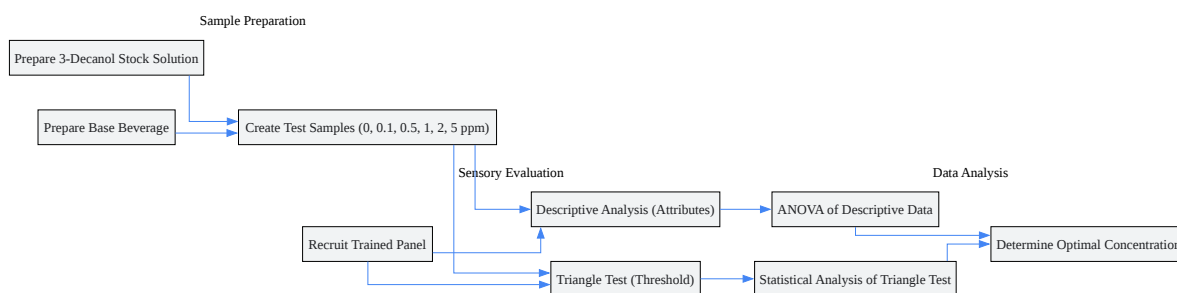 Sample Preparation
Prepare 3-Decanol Stock Solution
Prepare Base Beverage
Create Test Samples (0, 0.1, 0.5, 1, 2, 5 ppm)
Sensory Evaluation
Data Analysis
Descriptive Analysis (Attributes)
ANOVA of Descriptive Data
Recruit Trained Panel
Determine Optimal Concentration
Triangle Test (Threshold)
Statistical Analysis of Triangle Test